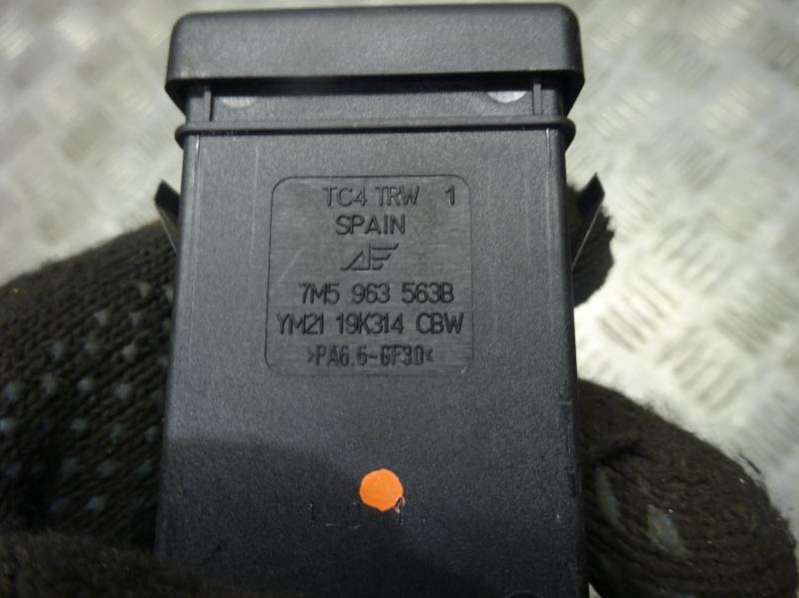 TC4 TRW 1
SPAIN
7M5 963 563B
YM21 19K314 CBW
>PA6.6-GF30<